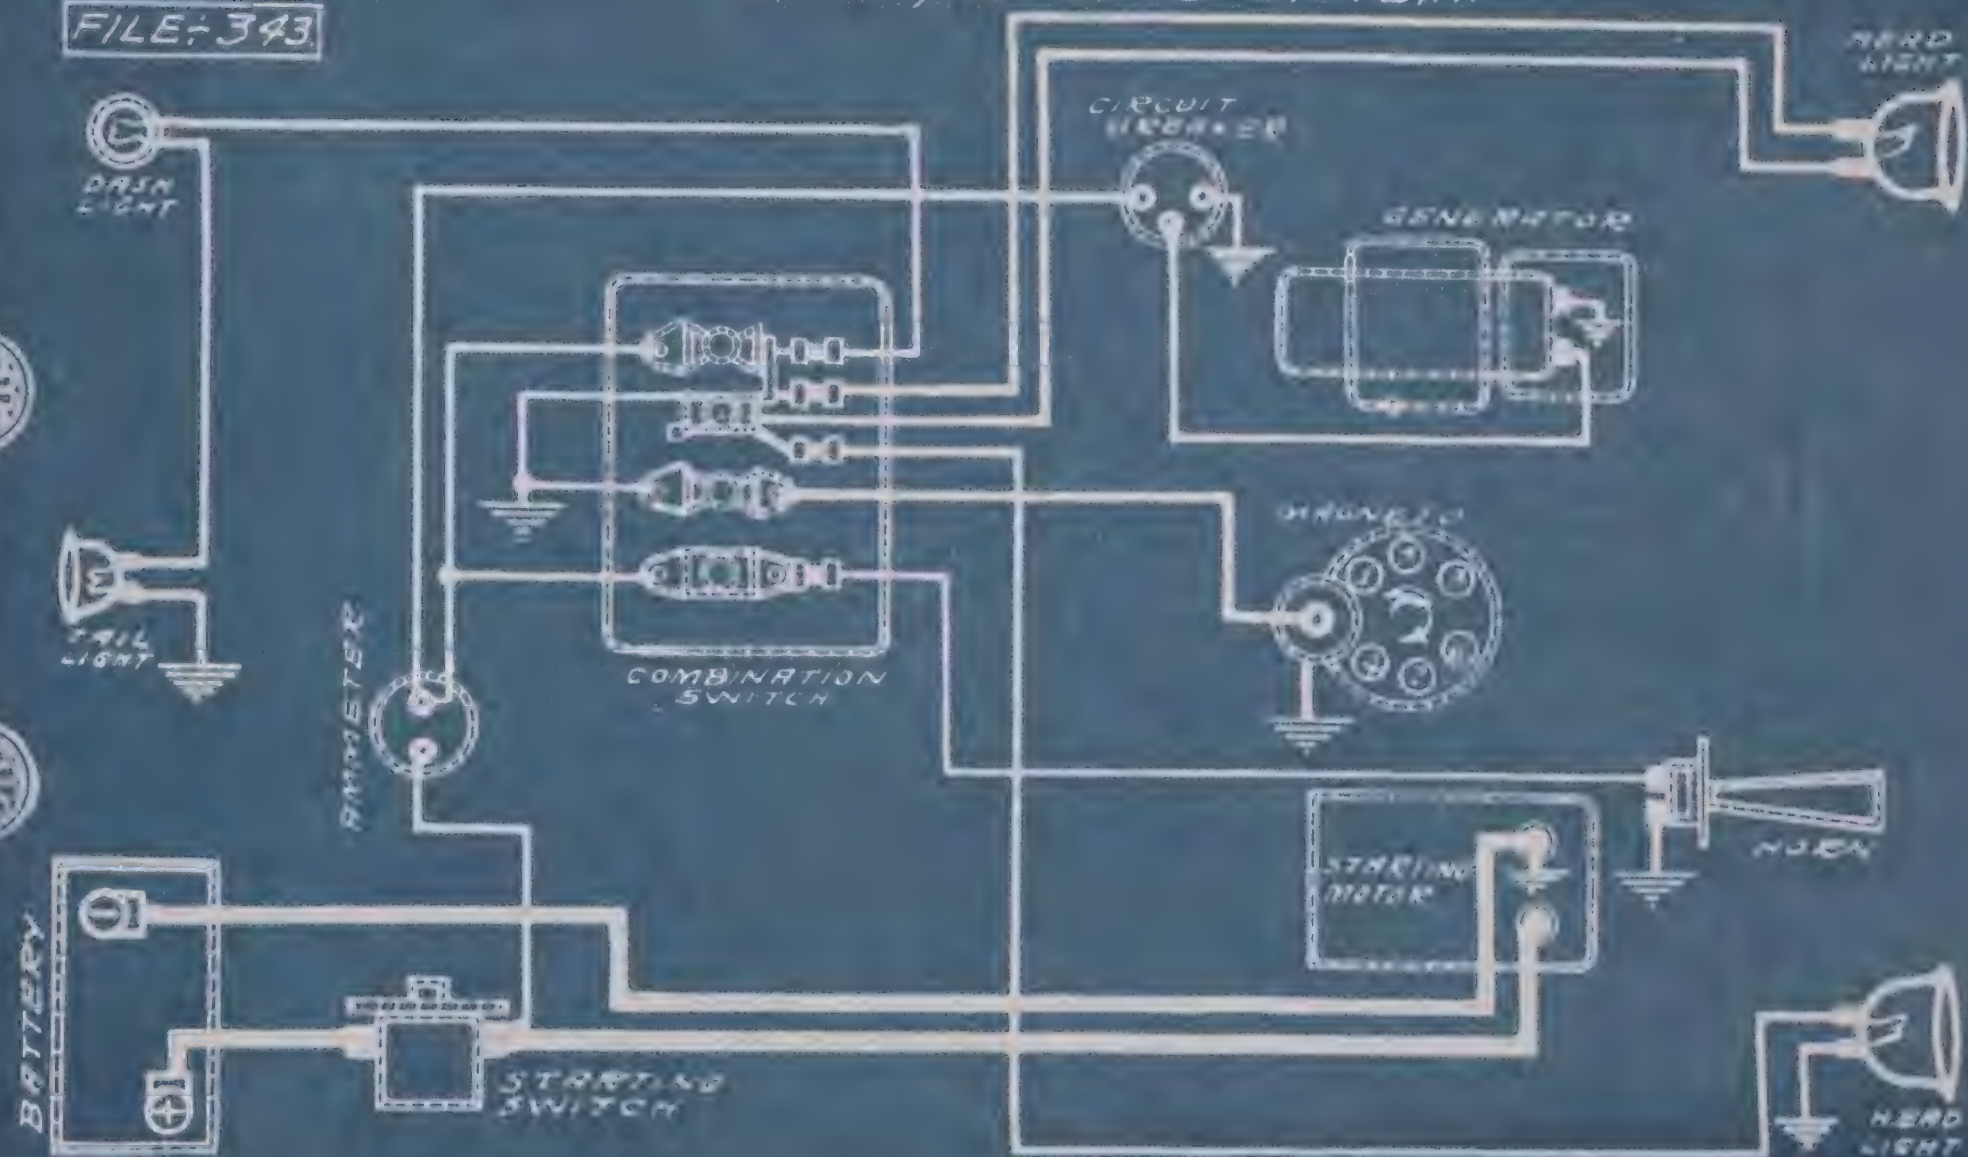 FILE-343
HEAD
LIGHT
CIRCUIT
BREAKER
DASH
LIGHT
GENERATOR
MAGNETO
TAIL
LIGHT
AMMETER
COMBINATION
SWITCH
HORN
STARTING
MOTOR
BATTERY
STARTING
SWITCH
HEAD
LIGHT